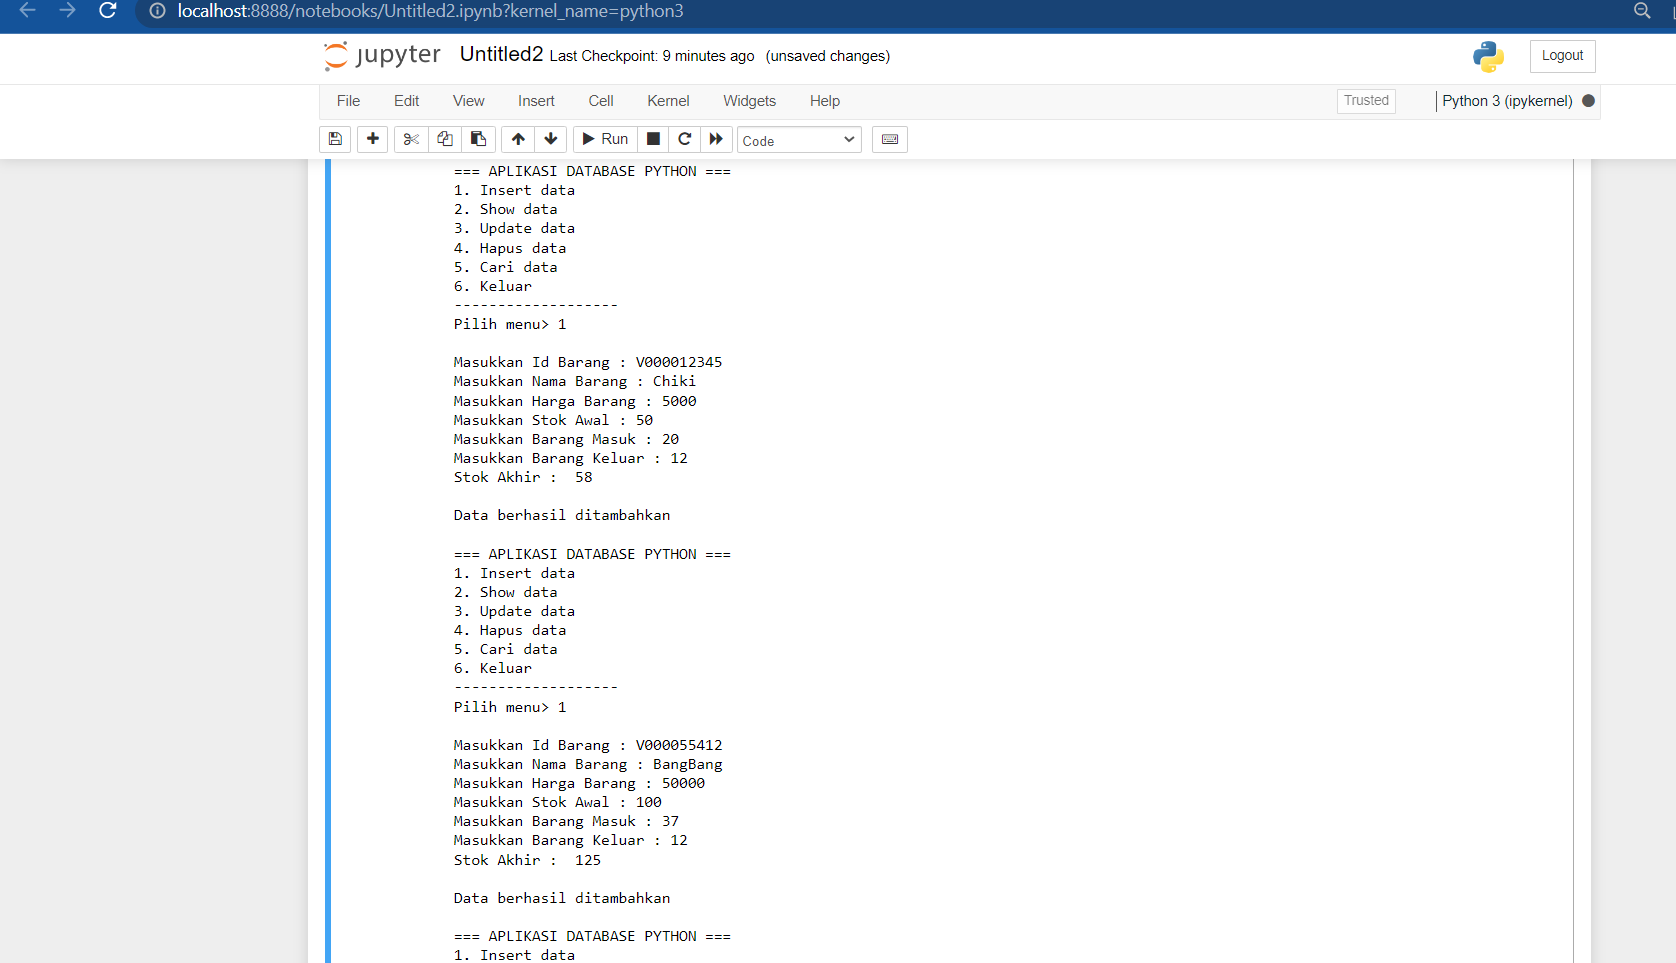 localhost:8888/notebooks/Untitled2.ipynb?kernel_name=python3
jupyter Untitled2 Last Checkpoint: 9 minutes ago (unsaved changes) Logout
File Edit View Insert Cell Kernel Widgets Help Trusted Python 3 (ipykernel)
Run Code
=== APLIKASI DATABASE PYTHON ===
1. Insert data
2. Show data
3. Update data
4. Hapus data
5. Cari data
6. Keluar
-------------------
Pilih menu> 1
Masukkan Id Barang : V000012345
Masukkan Nama Barang : Chiki
Masukkan Harga Barang : 5000
Masukkan Stok Awal : 50
Masukkan Barang Masuk : 20
Masukkan Barang Keluar : 12
Stok Akhir :  58
Data berhasil ditambahkan
=== APLIKASI DATABASE PYTHON ===
1. Insert data
2. Show data
3. Update data
4. Hapus data
5. Cari data
6. Keluar
-------------------
Pilih menu> 1
Masukkan Id Barang : V000055412
Masukkan Nama Barang : BangBang
Masukkan Harga Barang : 50000
Masukkan Stok Awal : 100
Masukkan Barang Masuk : 37
Masukkan Barang Keluar : 12
Stok Akhir :  125
Data berhasil ditambahkan
=== APLIKASI DATABASE PYTHON ===
1. Insert data